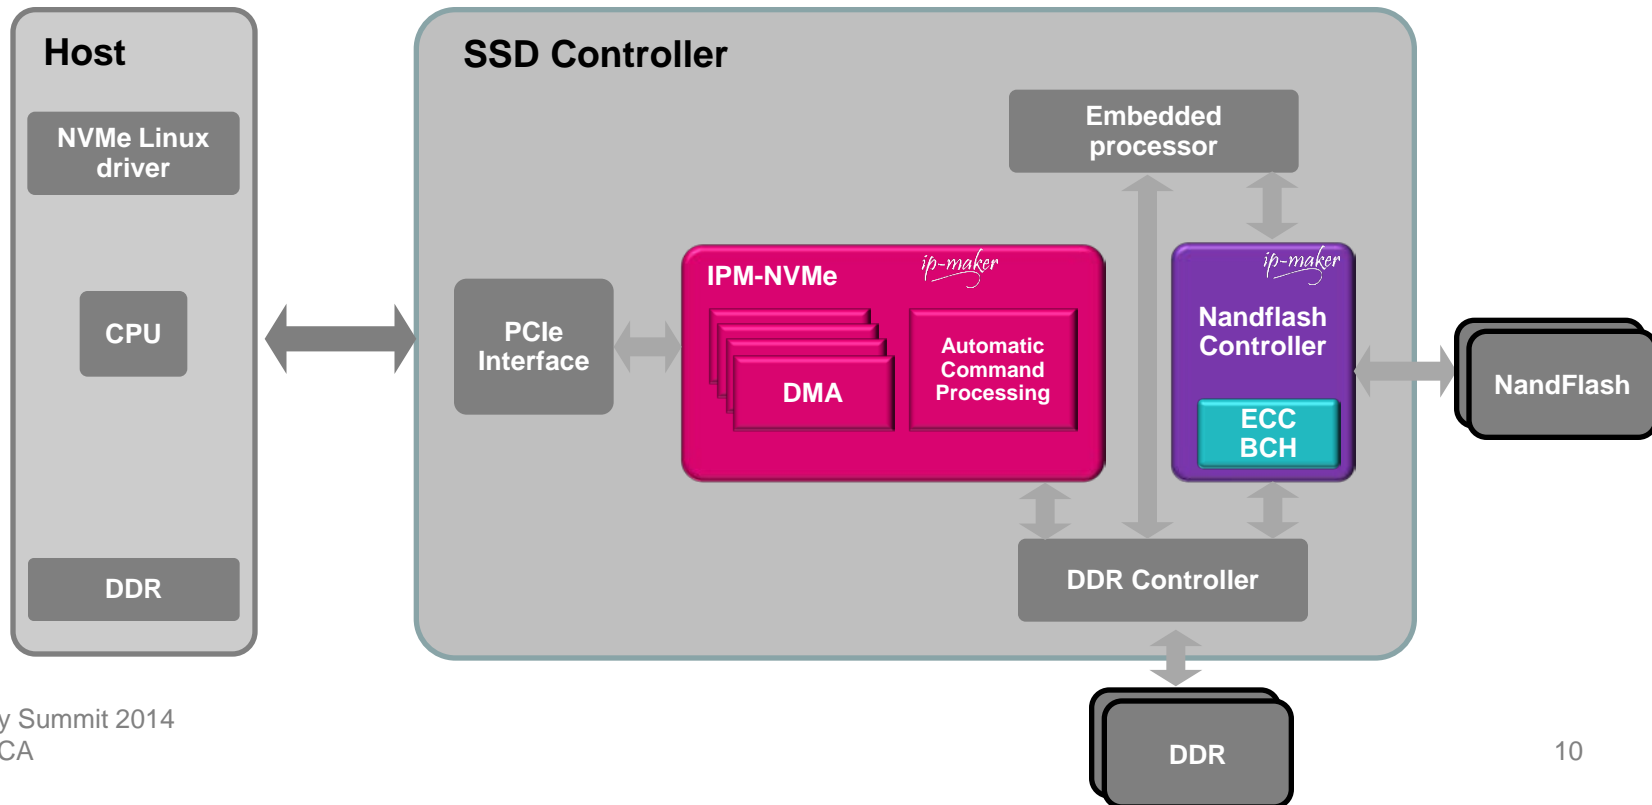 Host
NVMe Linux
driver
CPU
DDR
SSD Controller
Embedded
processor
PCIe
Interface
IPM-NVMe
ip-maker
DMA
Automatic
Command
Processing
ip-maker
Nandflash
Controller
ECC
BCH
NandFlash
DDR Controller
DDR
y Summit 2014
CA
10